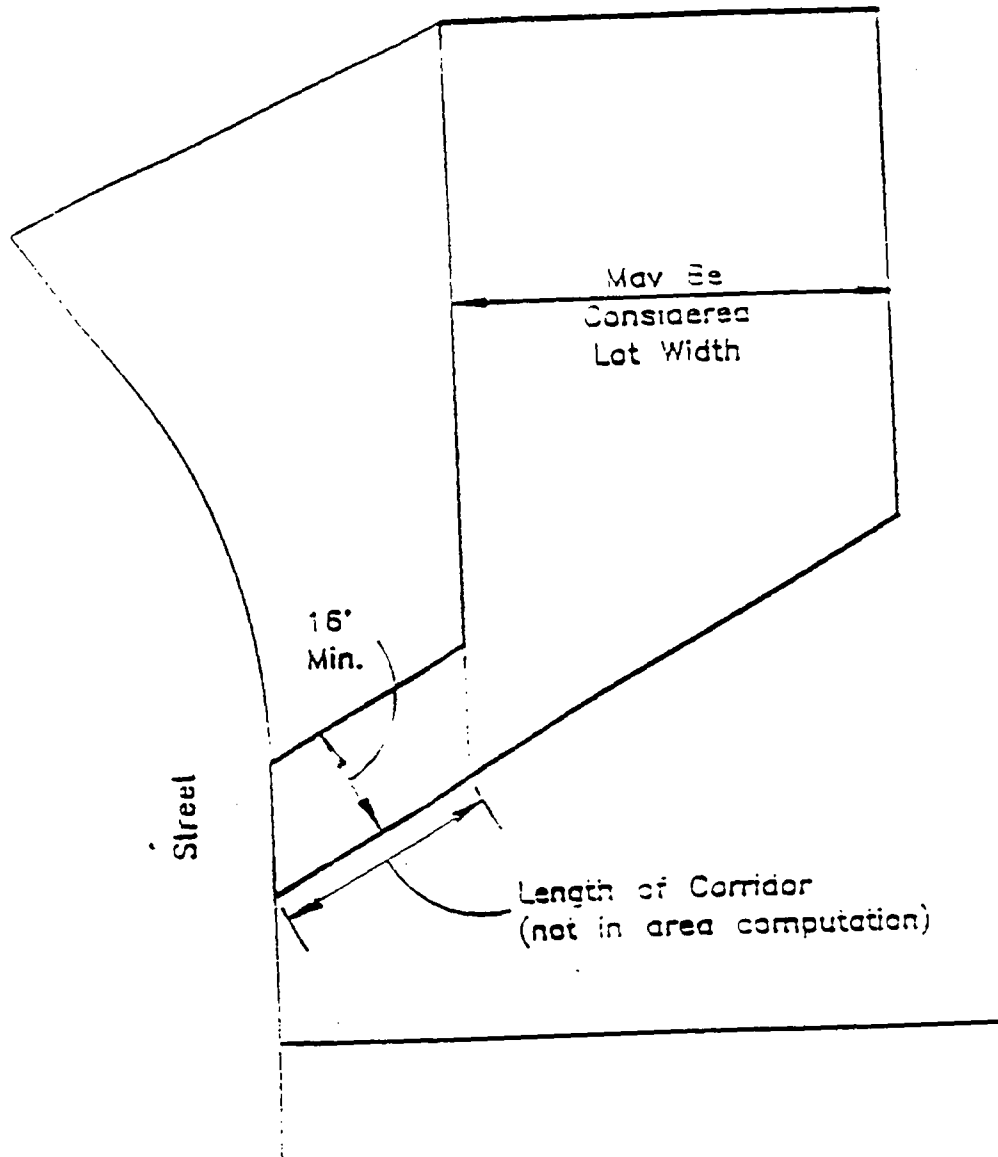 May Be
Considered
Lot Width
16'
Min.
Street
Length of Corridor
(not in area computation)